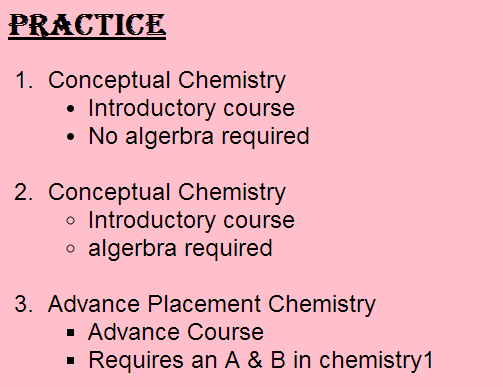 PRACTICE
1. Conceptual Chemistry
• Introductory course
• No algerbra required
2. Conceptual Chemistry
◦ Introductory course
◦ algerbra required
3. Advance Placement Chemistry
▪ Advance Course
▪ Requires an A & B in chemistry1